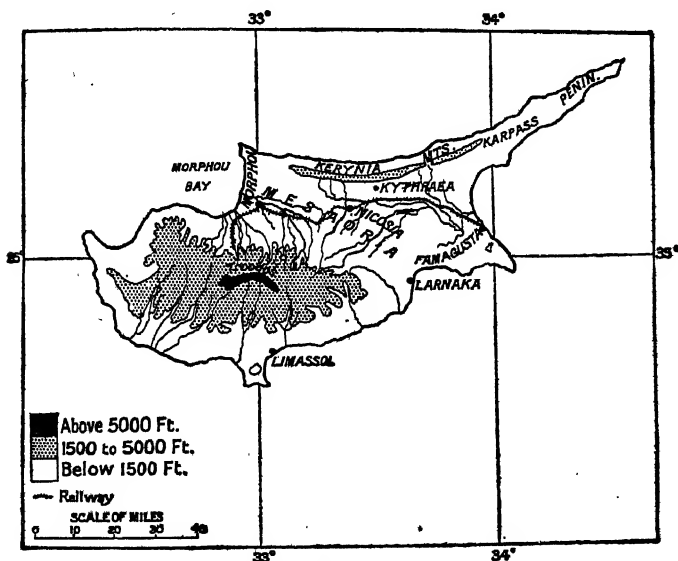 33°
34°
PENIN.
KARPASS
MTS.
KERYNIA
MORPHOU
BAY
MORPHOU
KYTHRAEA
MESAORIA
NICOSIA
FAMAGUSTA
35°
LARNAKA
LIMASSOL
Above 5000 Ft.
1500 to 5000 Ft.
Below 1500 Ft.
Railway
SCALE OF MILES
0 10 20 30 40
33°
34°